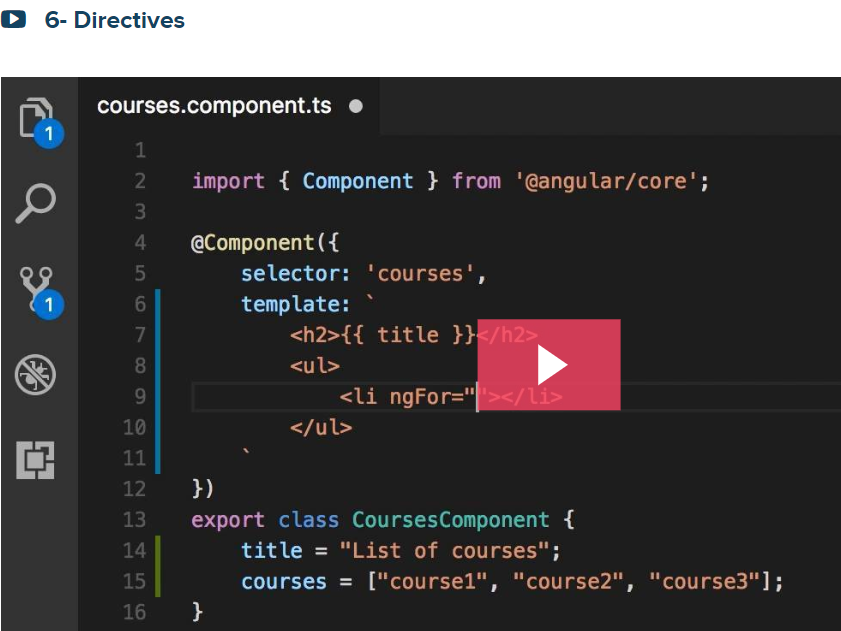 6- Directives
courses.component.ts
1
1
2 import { Component } from '@angular/core';
3
4 @Component({
5 selector: 'courses',
1
6 template: `
7 <h2>{{ title }}</h2>
8 <ul>
9 <li ngFor=""></li>
10 </ul>
11 `
12 })
13 export class CoursesComponent {
14 title = "List of courses";
15 courses = ["course1", "course2", "course3"];
16 }